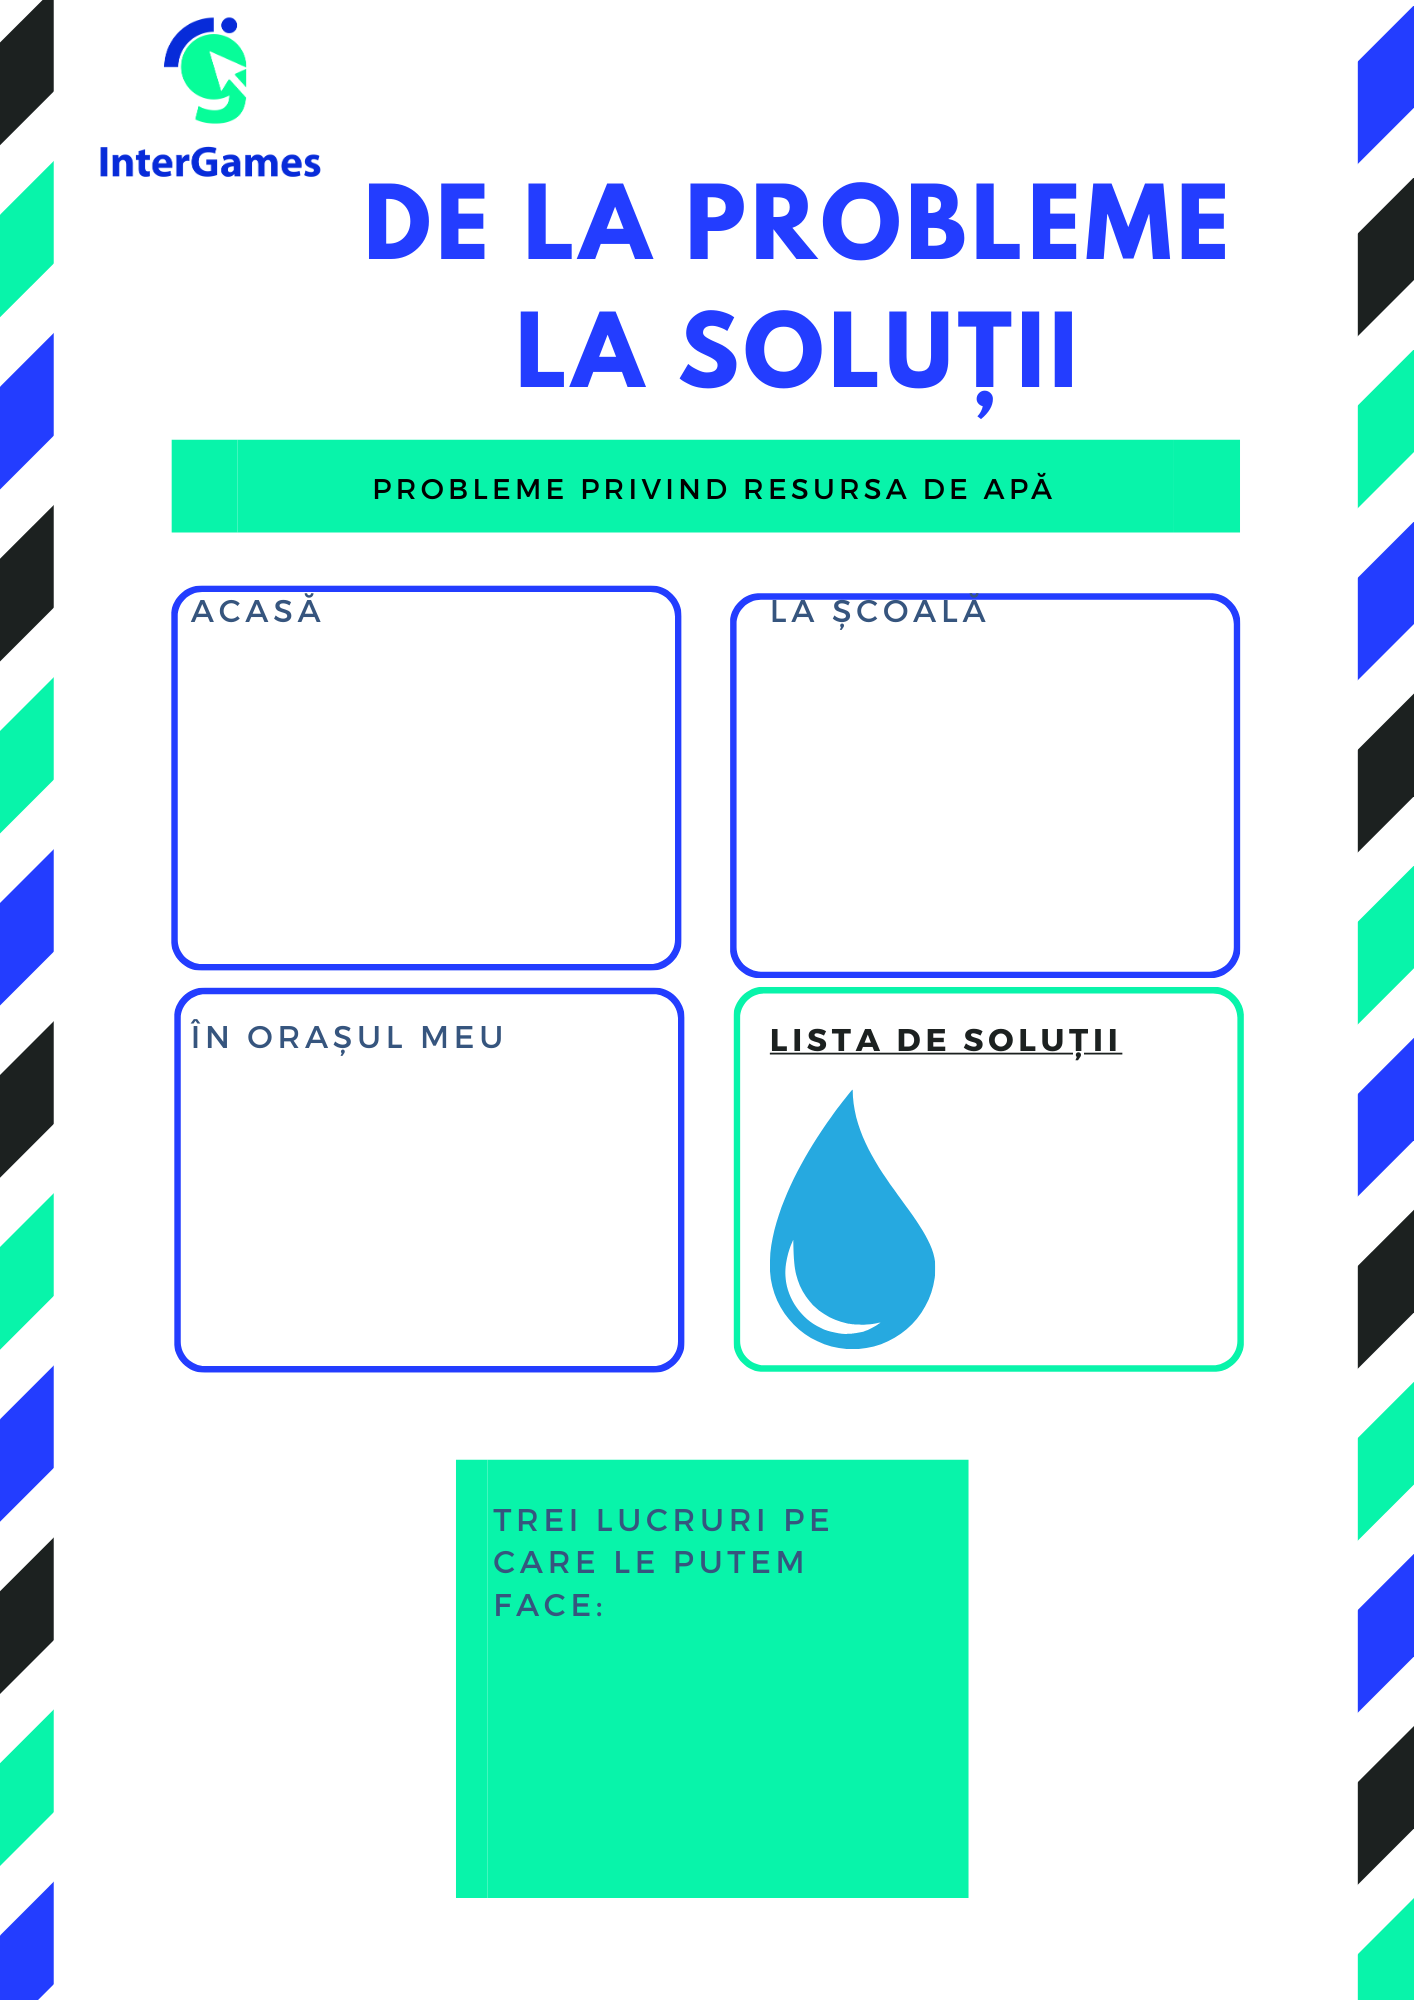 InterGames
DE LA PROBLEME
LA SOLUȚII
PROBLEME PRIVIND RESURSA DE APĂ
ACASĂ
LA ȘCOALĂ
ÎN ORAȘUL MEU
LISTA DE SOLUȚII
TREI LUCRURI PE
CARE LE PUTEM
FACE: